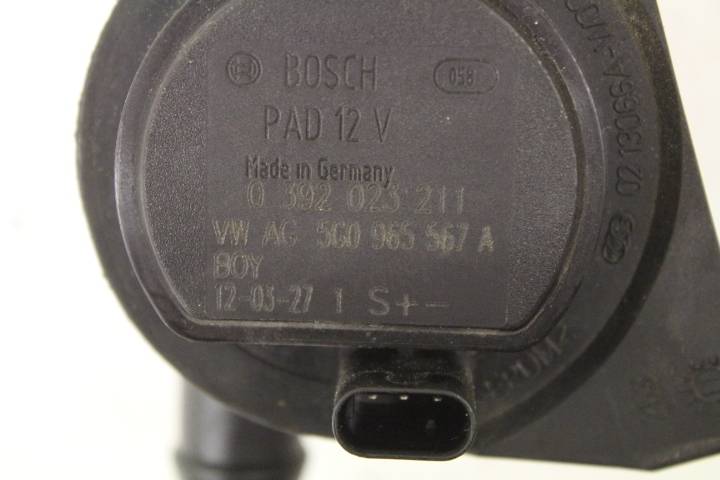 BOSCH 058
PAD 12 V
Made in Germany
0 392 023 211
VW AG 5G0 965 567 A
BOY
12-03-27 1 S+-